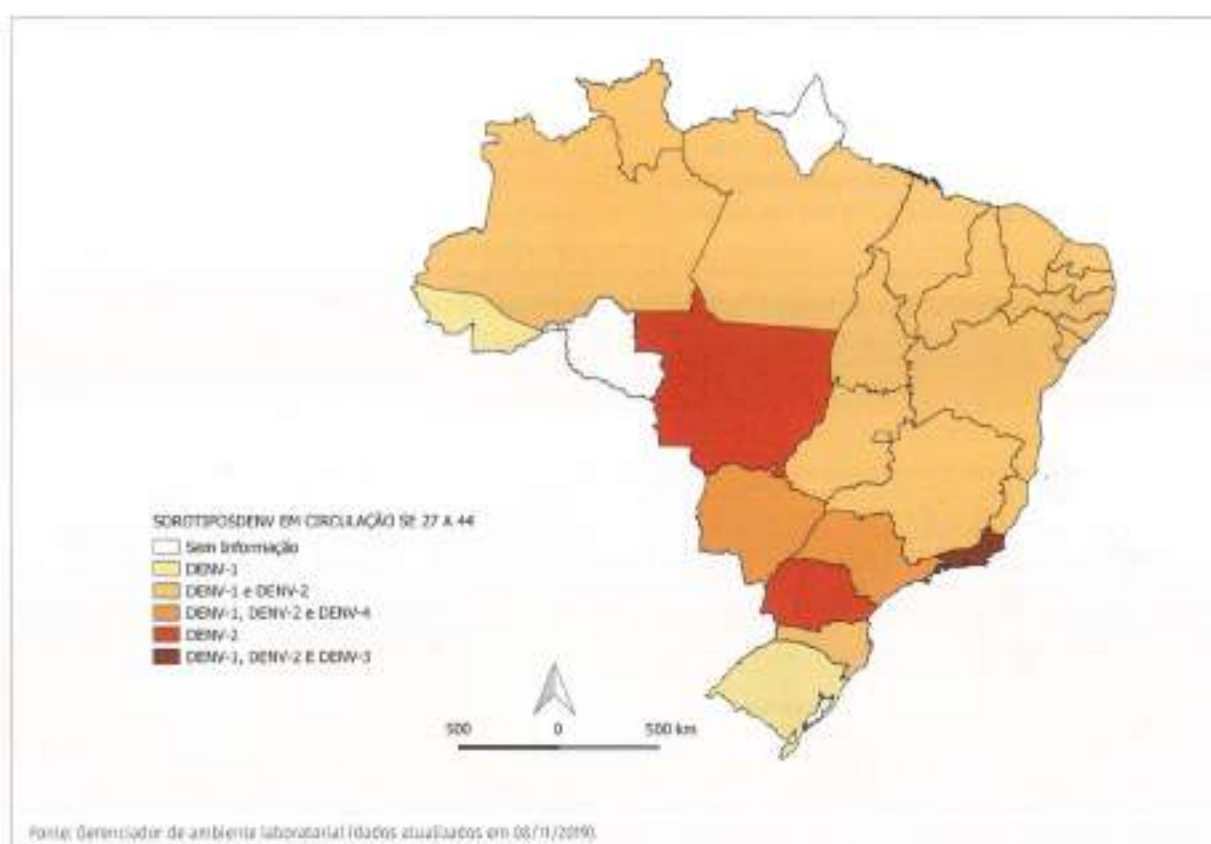 SOROTIPOSDENV EM CIRCULAÇÃO SE 27 A 44
Sem Informação
DENV-1
DENV-1 e DENV-2
DENV-1, DENV-2 e DENV-4
DENV-2
DENV-1, DENV-2 E DENV-3
500 0 500 km
Fonte: Gerenciador de ambiente laboratorial (dados atualizados em 08/11/2019).